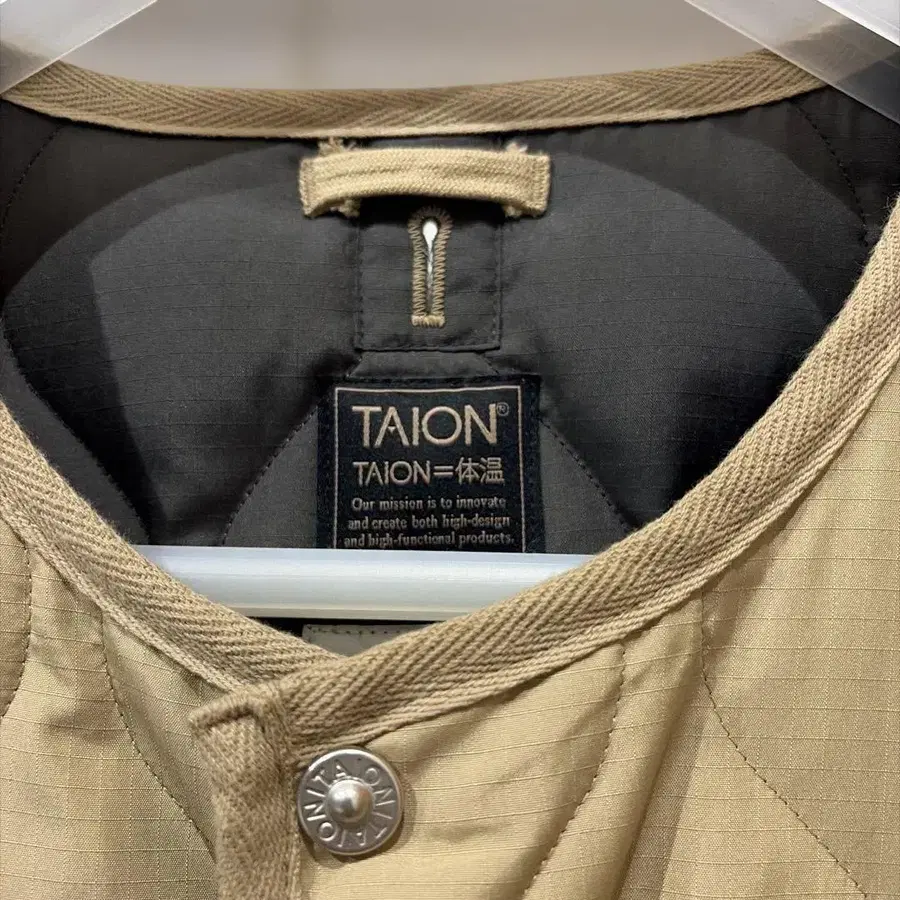 TAION®
TAION=体温
Our mission is to innovate
and create both high-design
and high-functional products.
TAION TAION